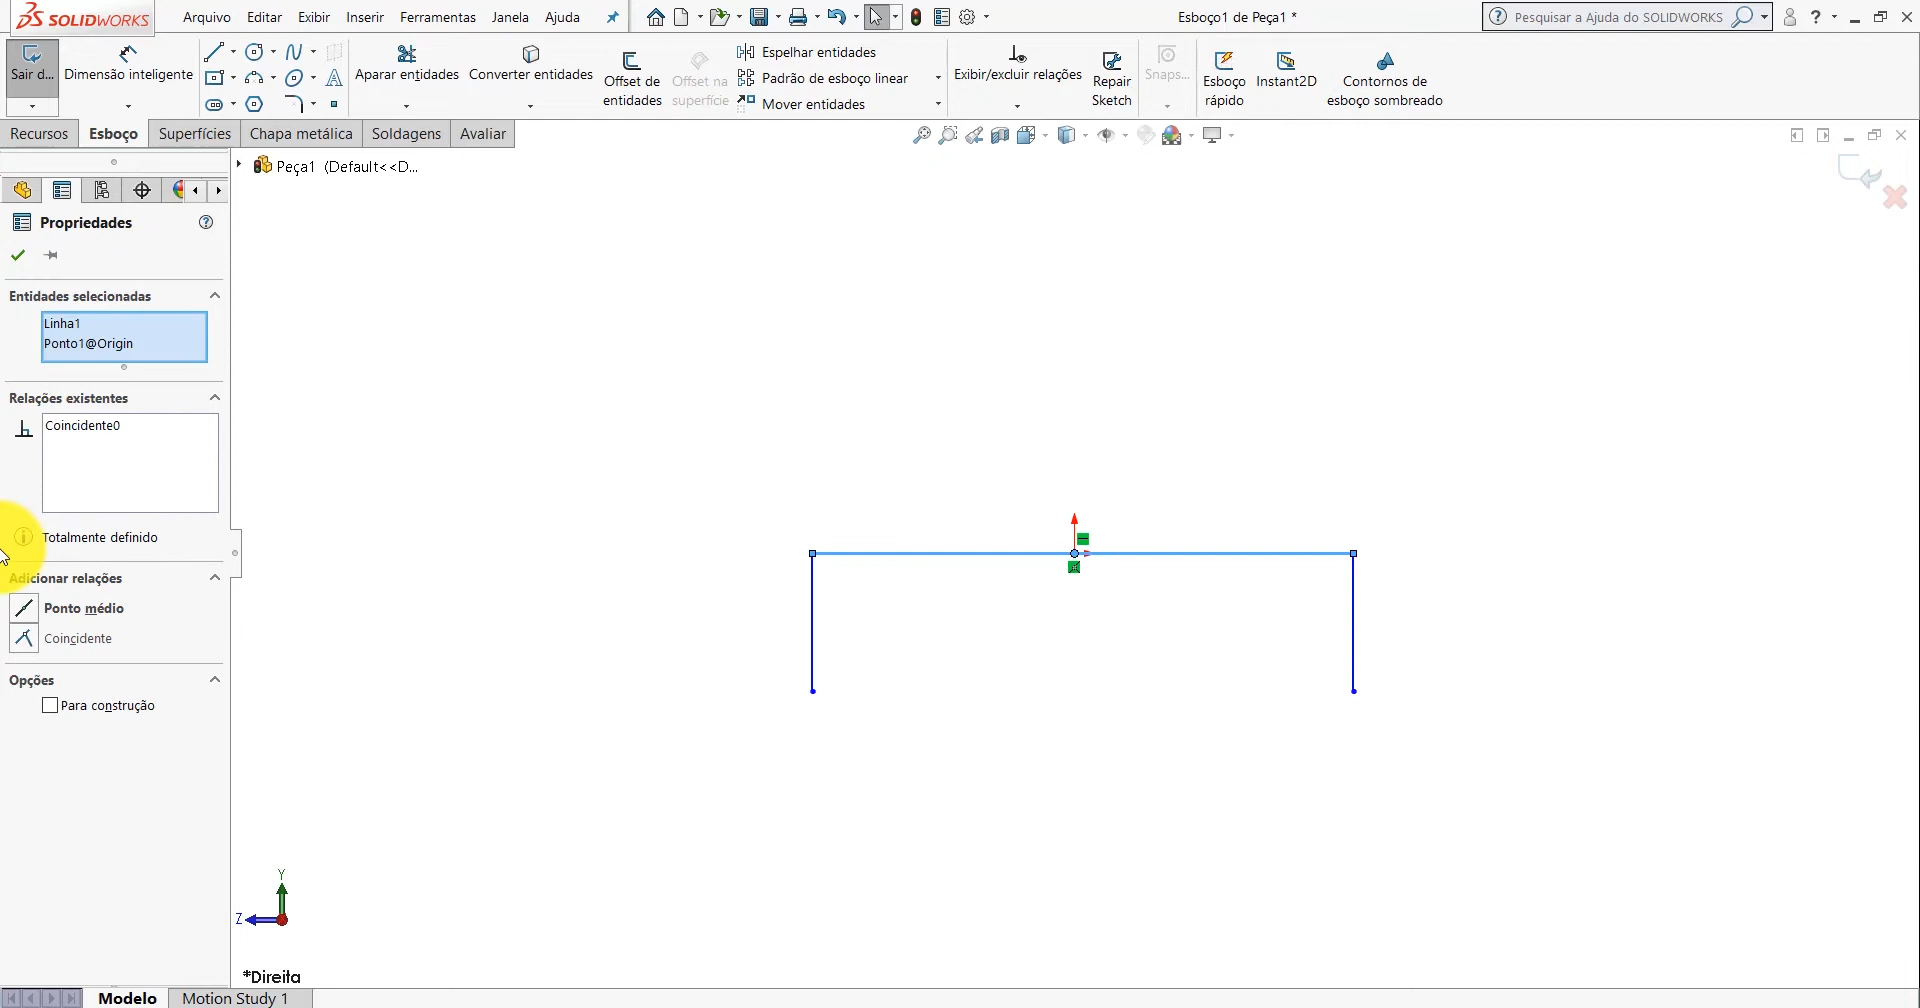 SOLIDWORKS
Arquivo Editar Exibir Inserir Ferramentas Janela Ajuda
Esboço1 de Peça1 *
Pesquisar a Ajuda do SOLIDWORKS
Sair d...
Dimensão inteligente
Aparar entidades
Converter entidades
Offset de
entidades
Offset na
superfície
Espelhar entidades
Padrão de esboço linear
Mover entidades
Exibir/excluir relações
Repair
Sketch
Snaps...
Esboço
rápido
Instant2D
Contornos de
esboço sombreado
Recursos Esboço Superfícies Chapa metálica Soldagens Avaliar
Peça1 (Default<<D...
Propriedades
Entidades selecionadas
Linha1
Ponto1@Origin
Relações existentes
Coincidente0
Totalmente definido
Adicionar relações
Ponto médio
Coincidente
Opções
Para construção
Y
Z
*Direita
Modelo Motion Study 1